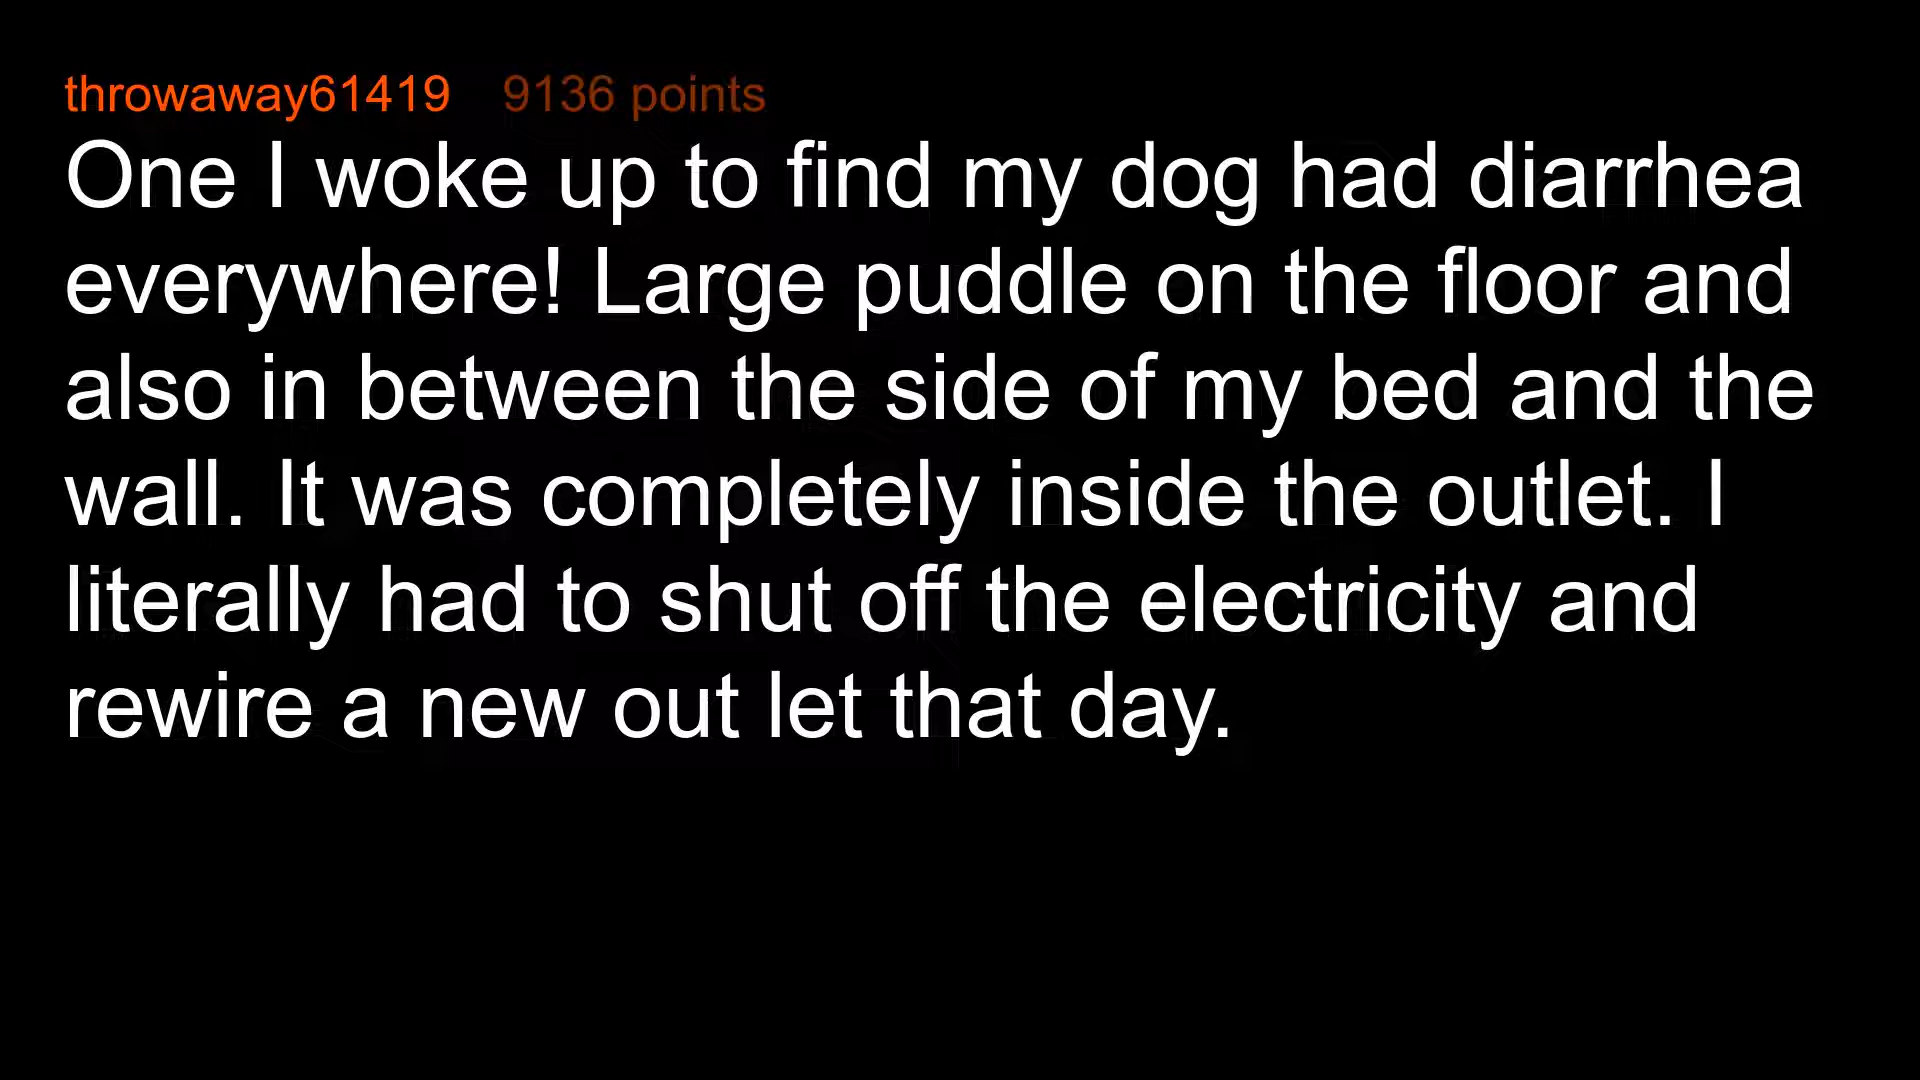 throwaway61419 9136 points
One I woke up to find my dog had diarrhea
everywhere! Large puddle on the floor and
also in between the side of my bed and the
wall. It was completely inside the outlet. I
literally had to shut off the electricity and
rewire a new out let that day.